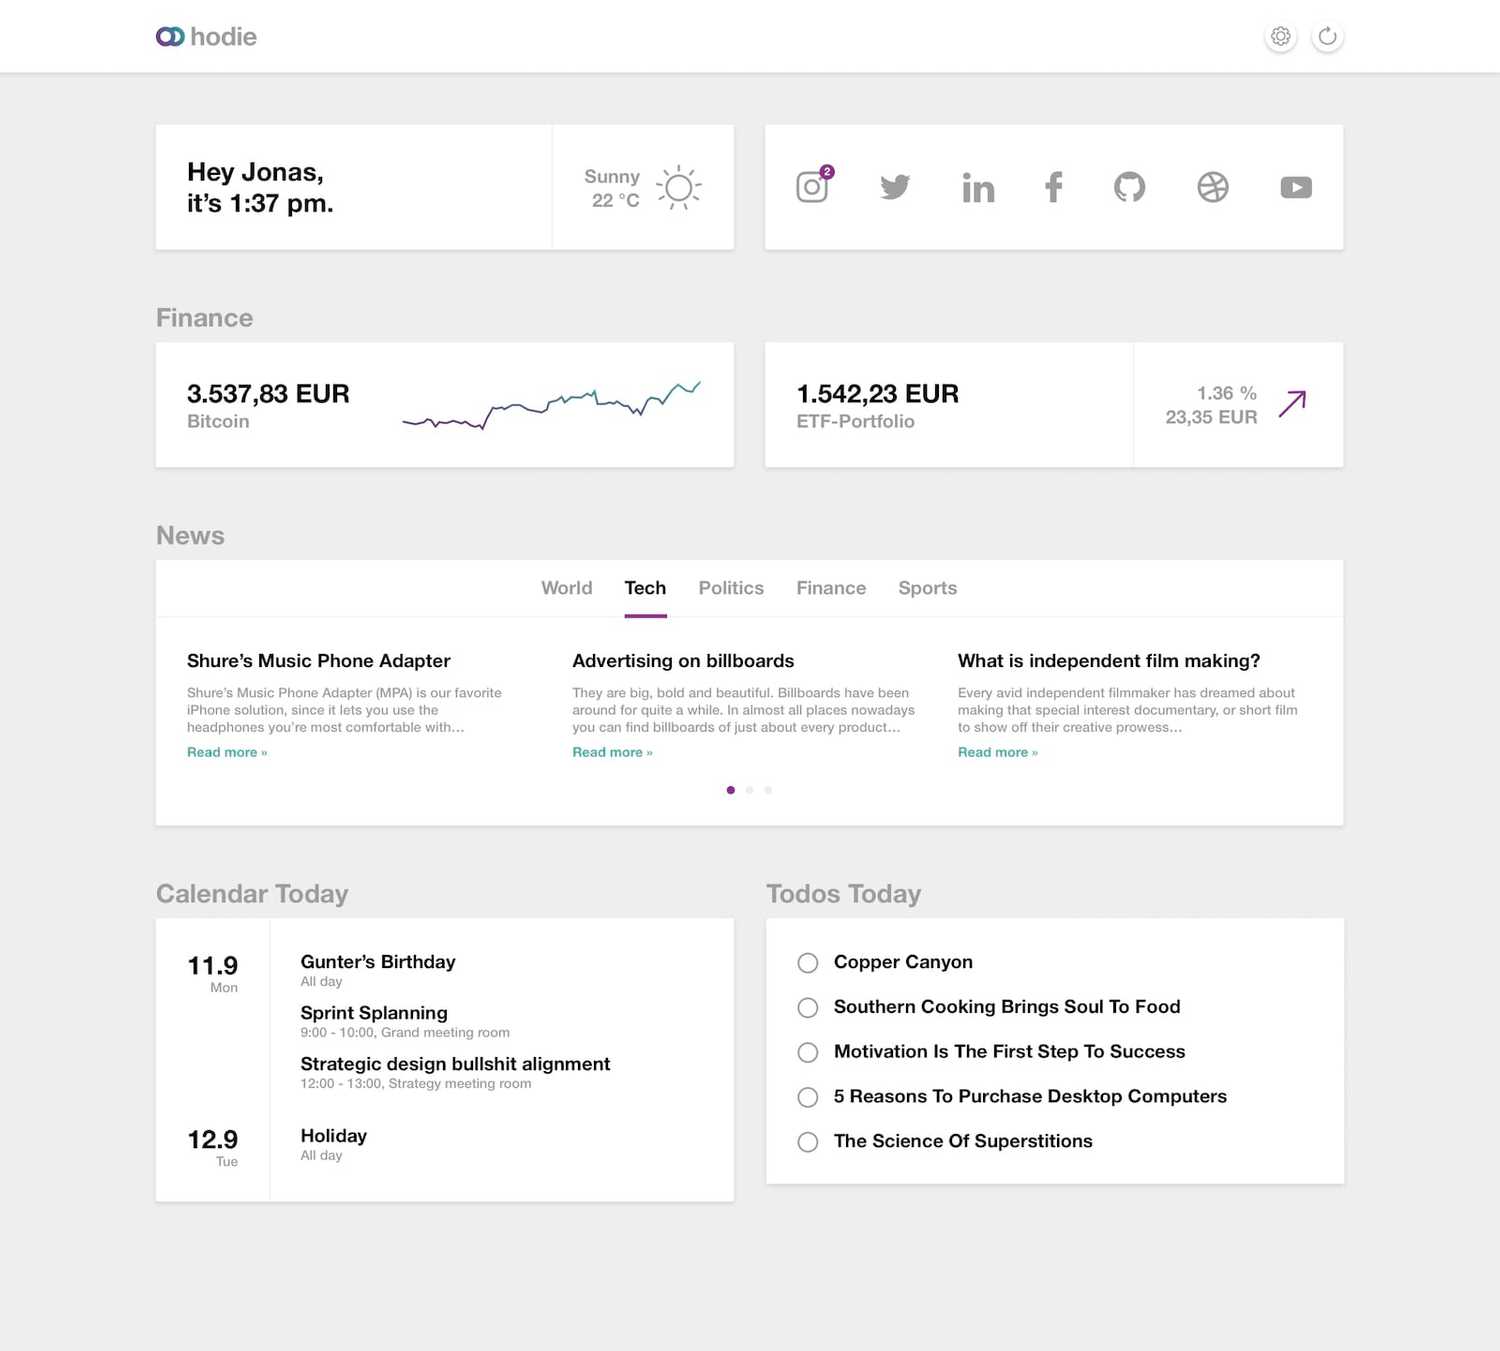 hodie
Hey Jonas,
it’s 1:37 pm.
Sunny
22 °C
2
Finance
3.537,83 EUR
Bitcoin
1.542,23 EUR
ETF-Portfolio
1.36 %
23,35 EUR
News
World Tech Politics Finance Sports
Shure’s Music Phone Adapter
Shure’s Music Phone Adapter (MPA) is our favorite
iPhone solution, since it lets you use the
headphones you’re most comfortable with…
Read more »
Advertising on billboards
They are big, bold and beautiful. Billboards have been
around for quite a while. In almost all places nowadays
you can find billboards of just about every product…
Read more »
What is independent film making?
Every avid independent filmmaker has dreamed about
making that special interest documentary, or short film
to show off their creative prowess…
Read more »
Calendar Today
11.9
Mon
Gunter’s Birthday
All day
Sprint Splanning
9:00 - 10:00, Grand meeting room
Strategic design bullshit alignment
12:00 - 13:00, Strategy meeting room
12.9
Tue
Holiday
All day
Todos Today
Copper Canyon
Southern Cooking Brings Soul To Food
Motivation Is The First Step To Success
5 Reasons To Purchase Desktop Computers
The Science Of Superstitions